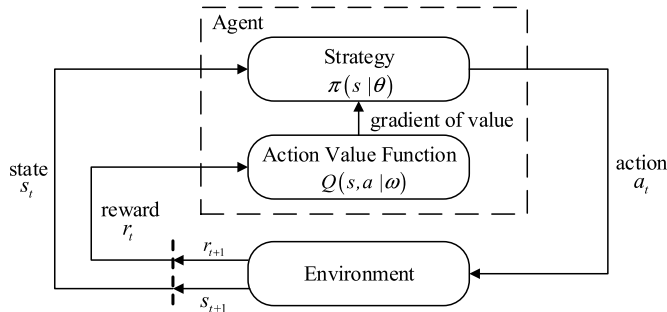 Agent
Strategy
π(s|θ)
gradient of value
Action Value Function
Q(s,a|ω)
state
s_t
reward
r_t
action
a_t
r_{t+1}
Environment
s_{t+1}